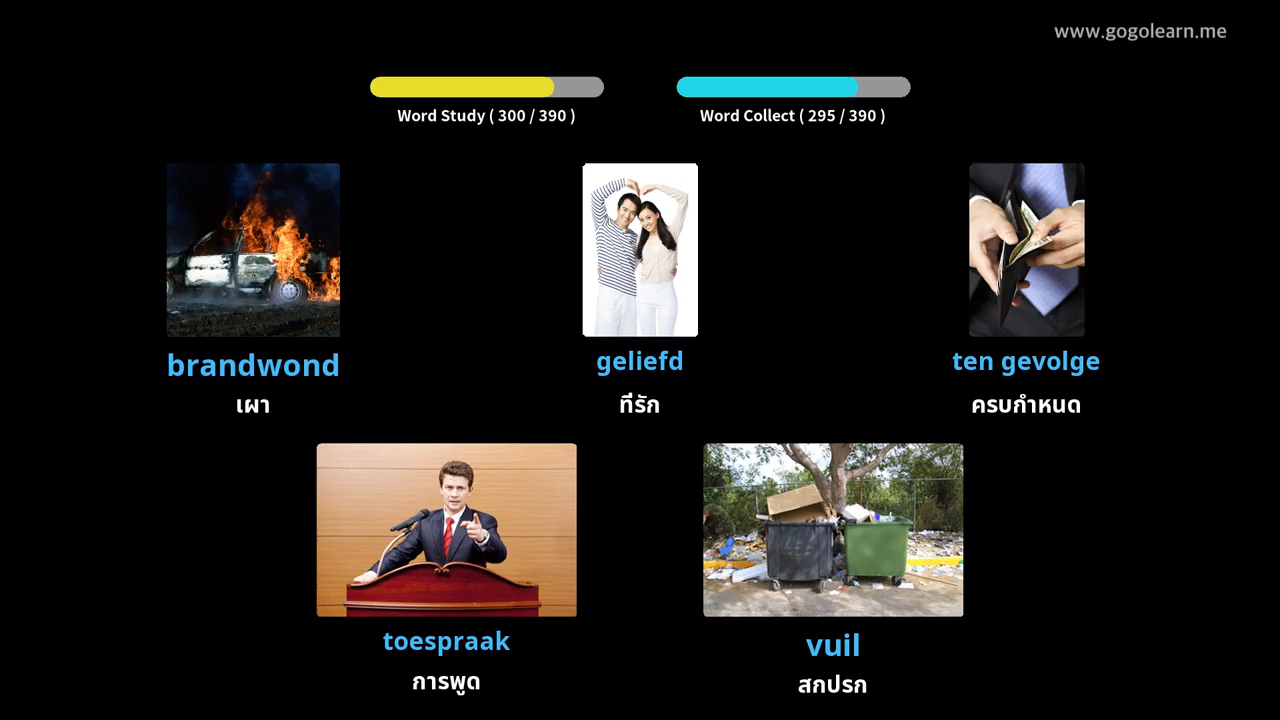 www.gogolearn.me
Word Study ( 300 / 390 )
Word Collect ( 295 / 390 )
brandwond
geliefd
ten gevolge
เผา
ที่รัก
ครบกำหนด
toespraak
vuil
การพูด
สกปรก